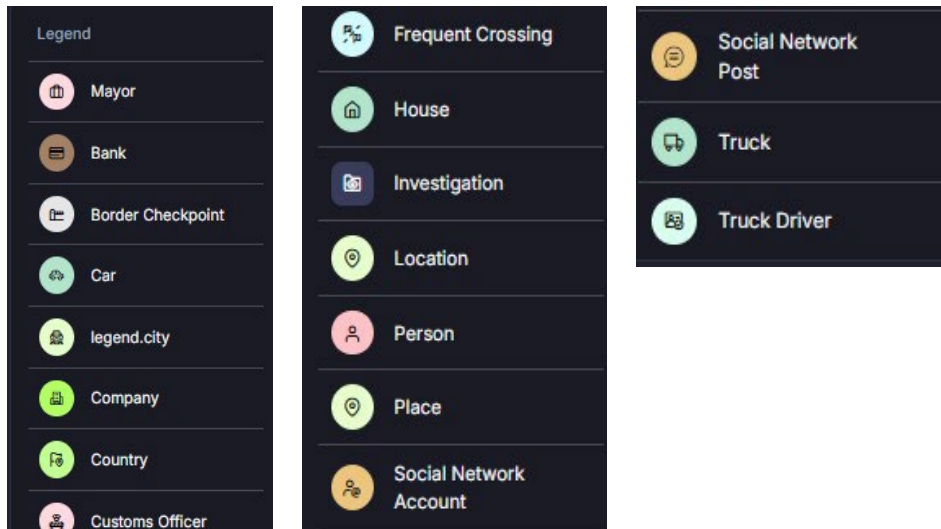 Legend
Mayor
Bank
Border Checkpoint
Car
legend.city
Company
Country
Customs Officer
Frequent Crossing
House
Investigation
Location
Person
Place
Social Network
Account
Social Network
Post
Truck
Truck Driver